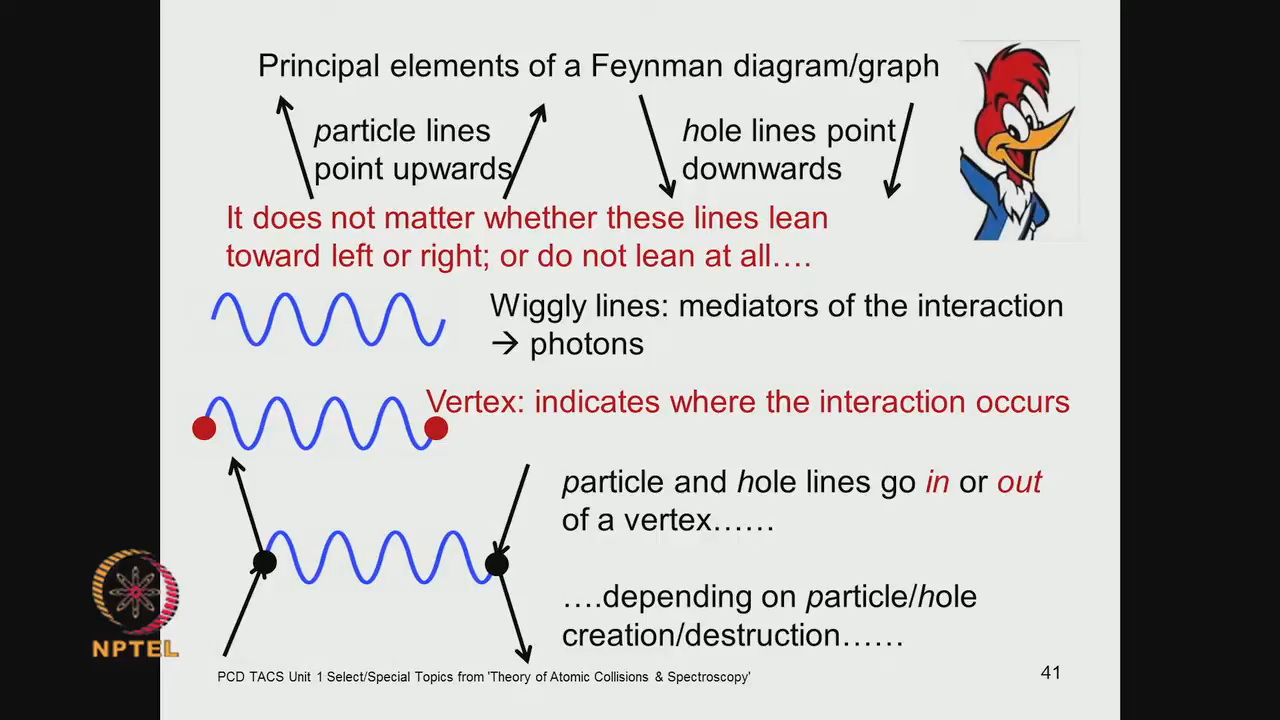 Principal elements of a Feynman diagram/graph
particle lines
point upwards
hole lines point
downwards
It does not matter whether these lines lean
toward left or right; or do not lean at all….
Wiggly lines: mediators of the interaction
→ photons
Vertex: indicates where the interaction occurs
particle and hole lines go in or out
of a vertex……
….depending on particle/hole
creation/destruction……
NPTEL
PCD TACS Unit 1 Select/Special Topics from 'Theory of Atomic Collisions & Spectroscopy'
41